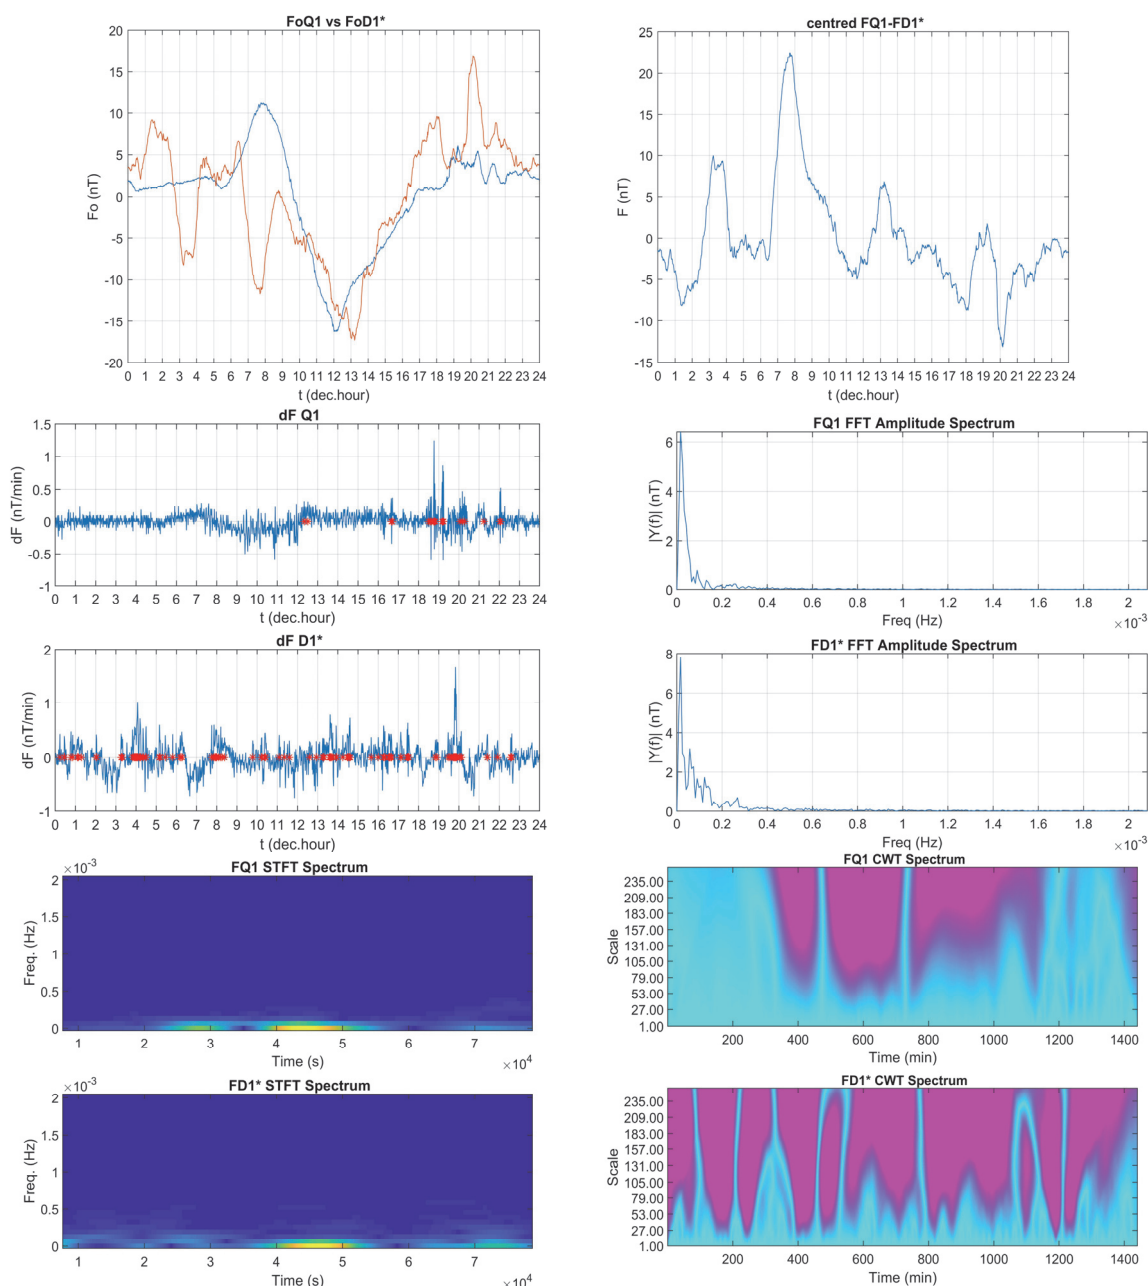 FoQ1 vs FoD1*
20
15
10
5
0
-5
-10
-15
-20
Fo (nT)
0 1 2 3 4 5 6 7 8 9 10 11 12 13 14 15 16 17 18 19 20 21 22 23 24
t (dec.hour)
centred FQ1-FD1*
25
20
15
10
5
0
-5
-10
-15
F (nT)
0 1 2 3 4 5 6 7 8 9 10 11 12 13 14 15 16 17 18 19 20 21 22 23 24
t (dec.hour)
dF Q1
1.5
1
0.5
0
-0.5
-1
dF (nT/min)
0 1 2 3 4 5 6 7 8 9 10 11 12 13 14 15 16 17 18 19 20 21 22 23 24
t (dec.hour)
FQ1 FFT Amplitude Spectrum
6
4
2
0
|Y(f)| (nT)
0 0.2 0.4 0.6 0.8 1 1.2 1.4 1.6 1.8 2
Freq (Hz)
×10-3
dF D1*
2
1
0
-1
dF (nT/min)
0 1 2 3 4 5 6 7 8 9 10 11 12 13 14 15 16 17 18 19 20 21 22 23 24
t (dec.hour)
FD1* FFT Amplitude Spectrum
8
6
4
2
0
|Y(f)| (nT)
0 0.2 0.4 0.6 0.8 1 1.2 1.4 1.6 1.8 2
Freq (Hz)
×10-3
×10-3
FQ1 STFT Spectrum
2
1.5
1
0.5
0
Freq. (Hz)
1 2 3 4 5 6 7
Time (s)
×104
FQ1 CWT Spectrum
235.00
209.00
183.00
157.00
131.00
105.00
79.00
53.00
27.00
1.00
Scale
200 400 600 800 1000 1200 1400
Time (min)
×10-3
FD1* STFT Spectrum
2
1.5
1
0.5
0
Freq. (Hz)
1 2 3 4 5 6 7
Time (s)
×104
FD1* CWT Spectrum
235.00
209.00
183.00
157.00
131.00
105.00
79.00
53.00
27.00
1.00
Scale
200 400 600 800 1000 1200 1400
Time (min)